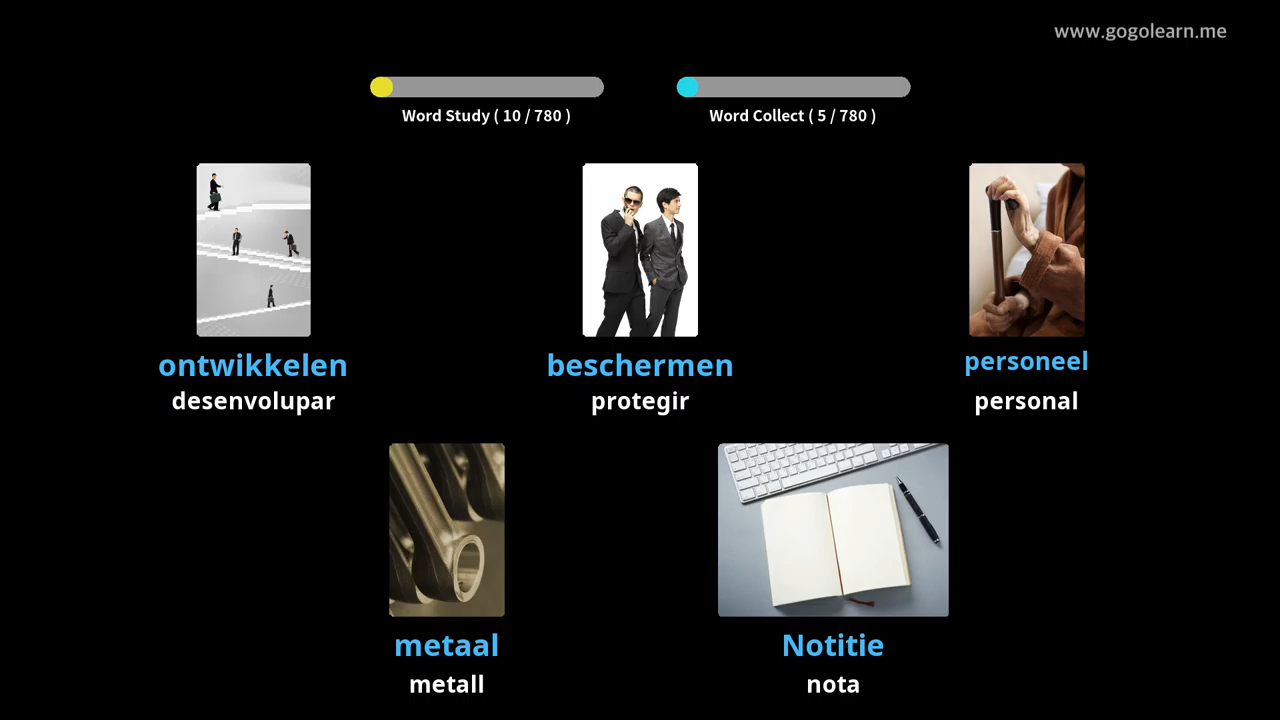 www.gogolearn.me
Word Study ( 10 / 780 )
Word Collect ( 5 / 780 )
ontwikkelen
desenvolupar
beschermen
protegir
personeel
personal
metaal
metall
Notitie
nota